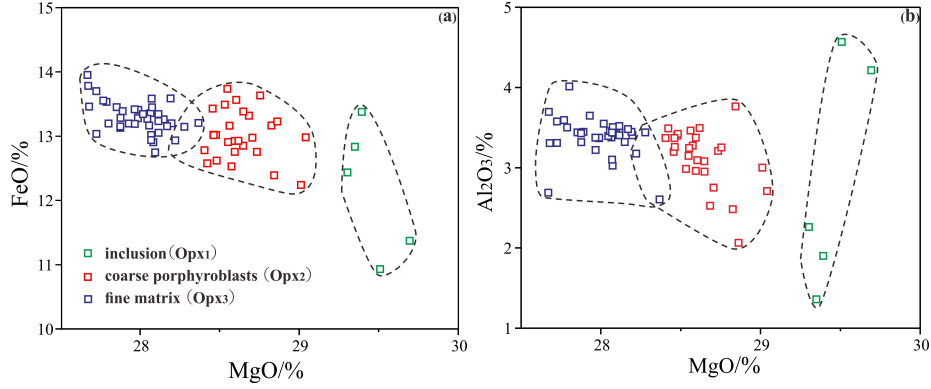 (a)
15
14
13
12
11
10
FeO/%
inclusion（Opx1）
coarse porphyroblasts（Opx2）
fine matrix（Opx3）
28
29
30
MgO/%
(b)
5
4
3
2
1
Al2O3/%
28
29
30
MgO/%